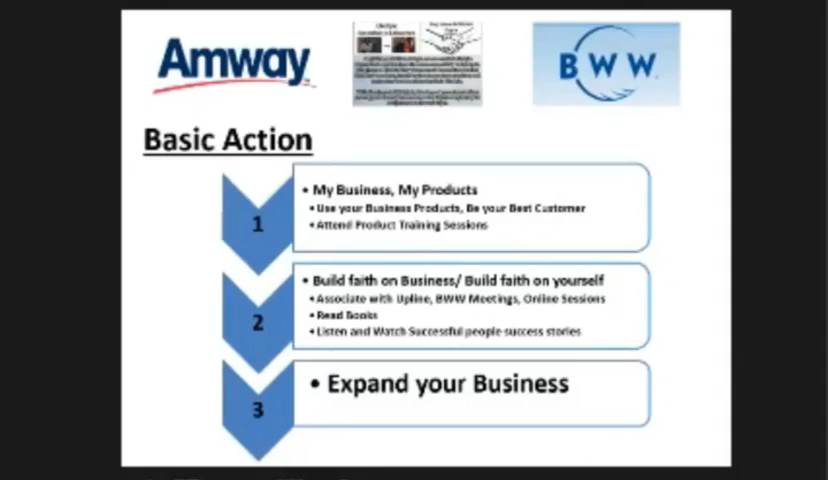 Amway
BWW
Basic Action
1
• My Business, My Products
• Use your Business Products, Be your Best Customer
• Attend Product Training Sessions
2
• Build faith on Business/ Build faith on yourself
• Associate with Upline, BWW Meetings, Online Sessions
• Read Books
• Listen and Watch Successful people success stories
3
• Expand your Business